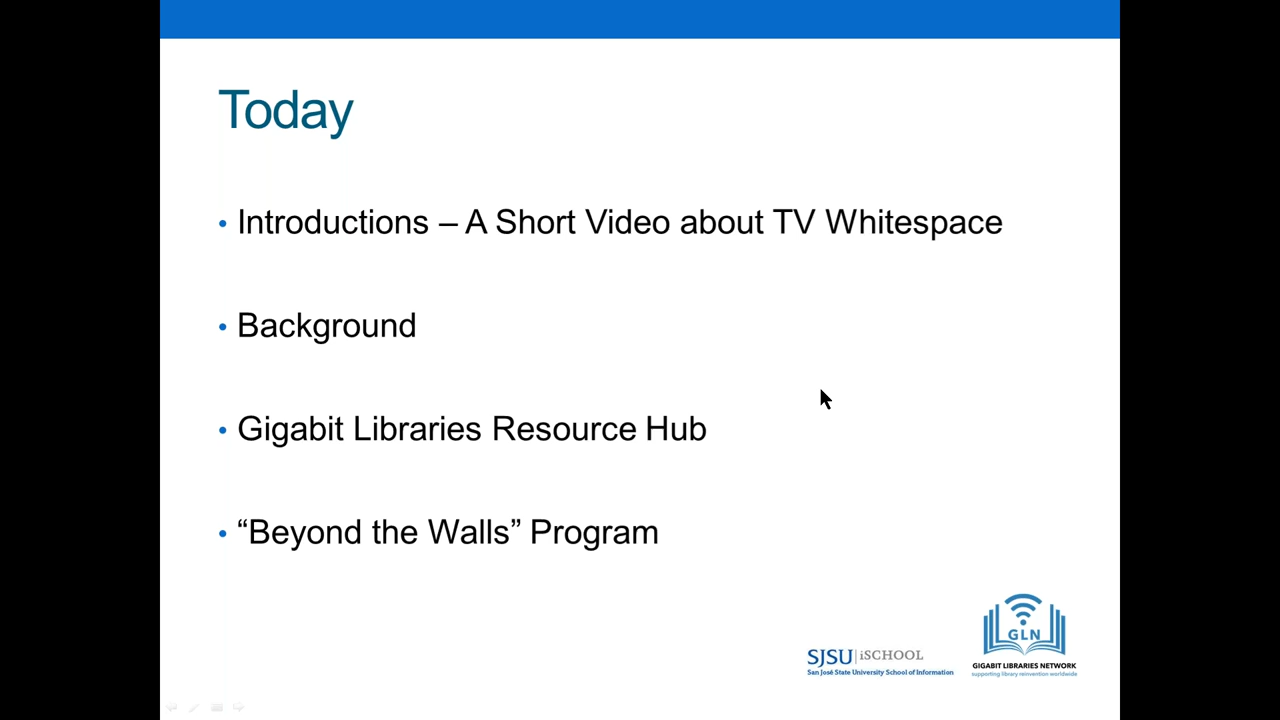 Today
• Introductions – A Short Video about TV Whitespace
• Background
• Gigabit Libraries Resource Hub
• “Beyond the Walls” Program
SJSU | iSCHOOL
San José State University School of Information
GLN
GIGABIT LIBRARIES NETWORK
supporting library reinvention worldwide